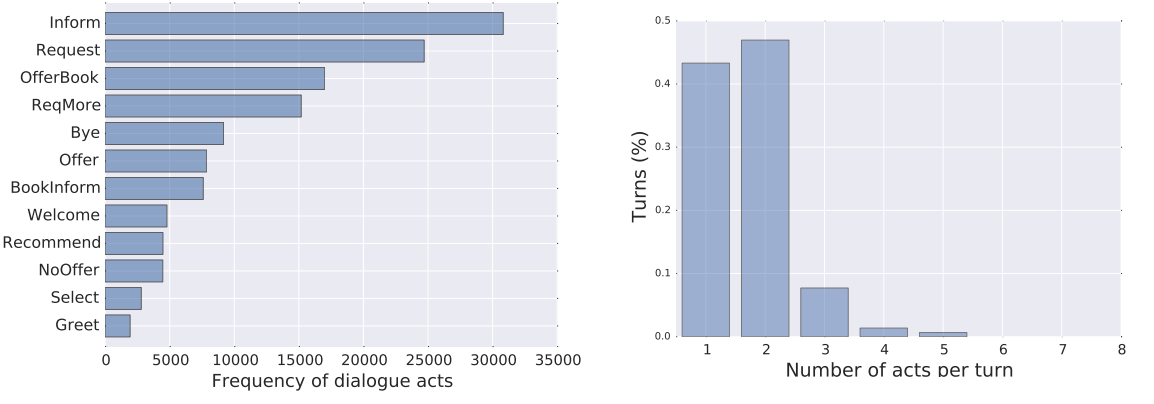 Inform
Request
OfferBook
ReqMore
Bye
Offer
BookInform
Welcome
Recommend
NoOffer
Select
Greet
0 5000 10000 15000 20000 25000 30000 35000
Frequency of dialogue acts
Turns (%)
0.5
0.4
0.3
0.2
0.1
0.0
1 2 3 4 5 6 7 8
Number of acts per turn